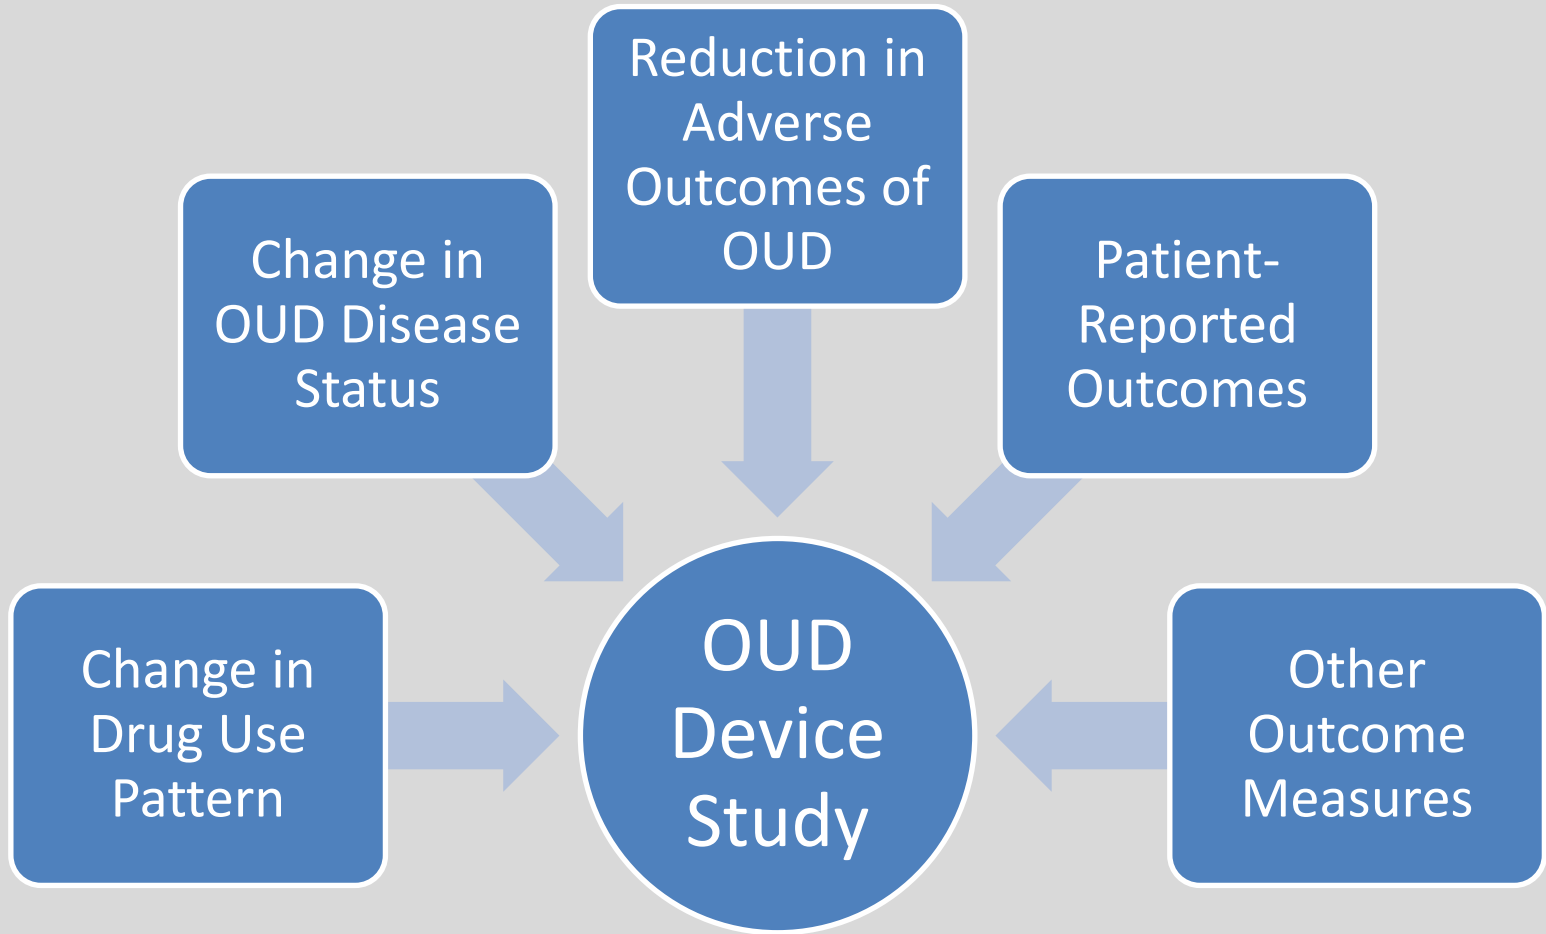 Reduction in
Adverse
Outcomes of
OUD
Change in
OUD Disease
Status
Patient-
Reported
Outcomes
Change in
Drug Use
Pattern
OUD
Device
Study
Other
Outcome
Measures